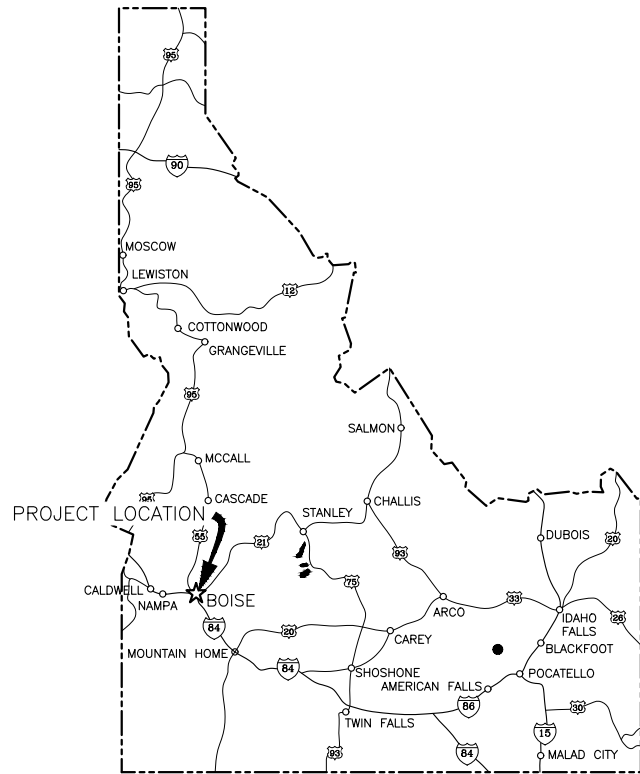 95
90
95
MOSCOW
LEWISTON
12
COTTONWOOD
GRANGEVILLE
95
SALMON
MCCALL
95
CASCADE
CHALLIS
PROJECT LOCATION
STANLEY
55
21
DUBOIS
20
93
75
CALDWELL
NAMPA
BOISE
33
ARCO
IDAHO
FALLS
26
84
20
CAREY
BLACKFOOT
MOUNTAIN HOME
84
SHOSHONE
POCATELLO
AMERICAN FALLS
86
30
TWIN FALLS
15
93
84
MALAD CITY